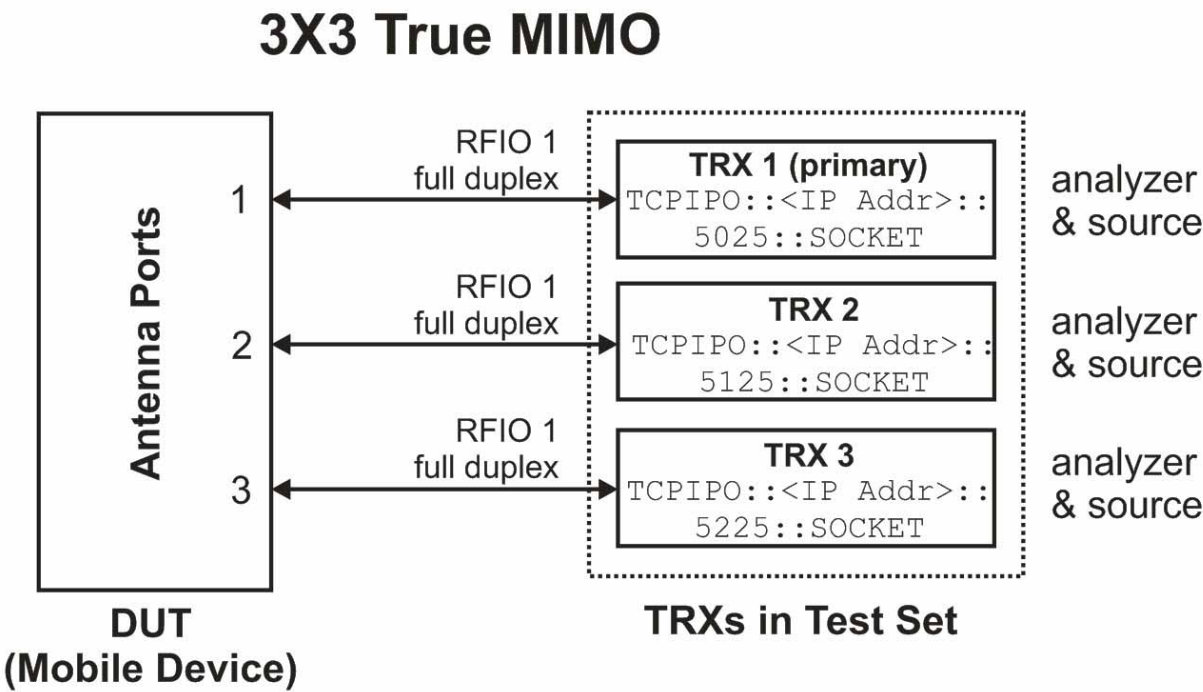 3X3 True MIMO
Antenna Ports
1
RFIO 1
full duplex
TRX 1 (primary)
TCPIPO::<IP Addr>::
5025::SOCKET
analyzer
& source
2
RFIO 1
full duplex
TRX 2
TCPIPO::<IP Addr>::
5125::SOCKET
analyzer
& source
3
RFIO 1
full duplex
TRX 3
TCPIPO::<IP Addr>::
5225::SOCKET
analyzer
& source
DUT
(Mobile Device)
TRXs in Test Set